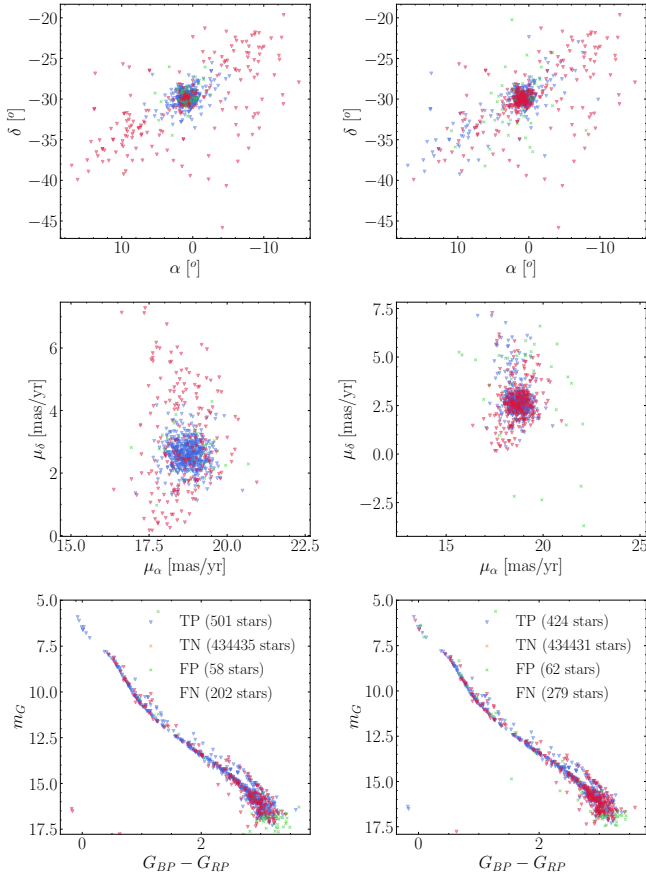 −20
−25
−30
−35
−40
−45
δ [°]
10 0 −10
α [°]
−20
−25
−30
−35
−40
−45
δ [°]
10 0 −10
α [°]
6
4
2
0
μδ [mas/yr]
15.0 17.5 20.0 22.5
μα [mas/yr]
7.5
5.0
2.5
0.0
−2.5
μδ [mas/yr]
15 20 25
μα [mas/yr]
5.0
7.5
10.0
12.5
15.0
17.5
mG
TP (501 stars)
TN (434435 stars)
FP (58 stars)
FN (202 stars)
0 2
GBP − GRP
5.0
7.5
10.0
12.5
15.0
17.5
mG
TP (424 stars)
TN (434431 stars)
FP (62 stars)
FN (279 stars)
0 2
GBP − GRP